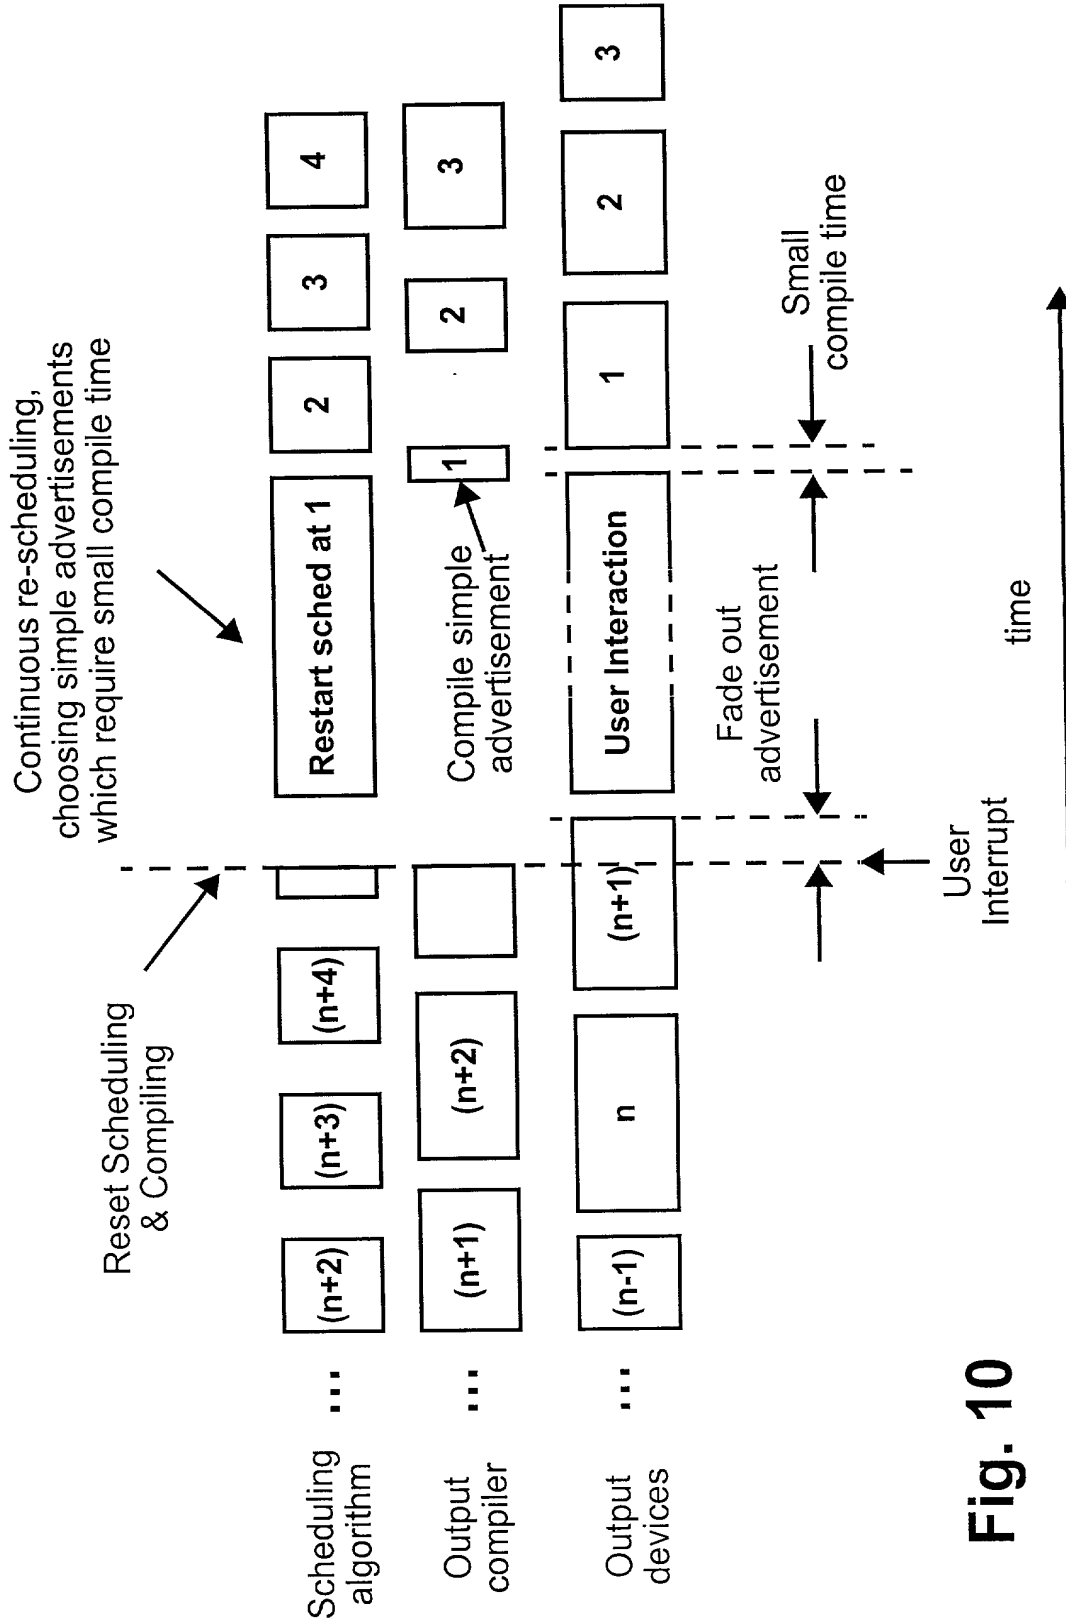 Continuous re-scheduling,
choosing simple advertisements
which require small compile time
Reset Scheduling
& Compiling
Scheduling
algorithm
...
(n+2)
(n+3)
(n+4)
Restart sched at 1
2
3
4
Output
compiler
...
(n+1)
(n+2)
Compile simple
advertisement
1
2
3
Output
devices
...
(n-1)
n
(n+1)
User Interaction
1
2
3
Fade out
advertisement
Small
compile time
User
Interrupt
time
Fig. 10